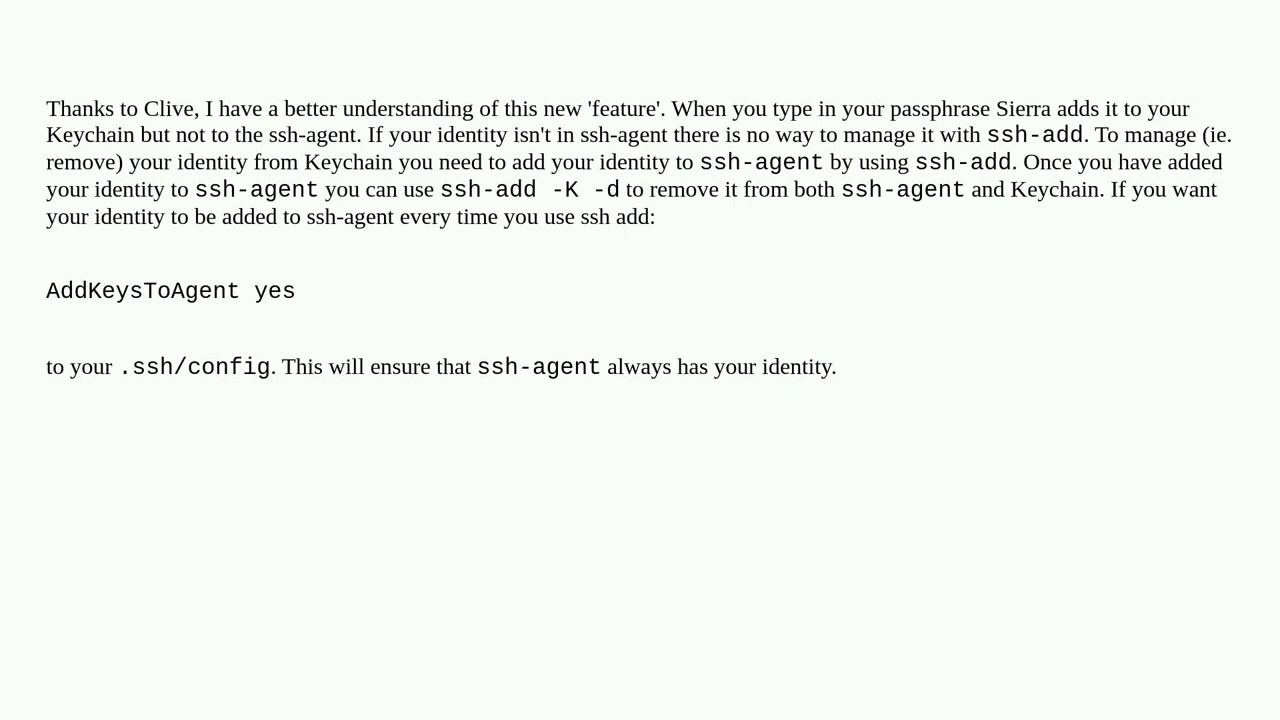 Thanks to Clive, I have a better understanding of this new 'feature'. When you type in your passphrase Sierra adds it to your
Keychain but not to the ssh-agent. If your identity isn't in ssh-agent there is no way to manage it with ssh-add. To manage (ie.
remove) your identity from Keychain you need to add your identity to ssh-agent by using ssh-add. Once you have added
your identity to ssh-agent you can use ssh-add -K -d to remove it from both ssh-agent and Keychain. If you want
your identity to be added to ssh-agent every time you use ssh add:
AddKeysToAgent yes
to your .ssh/config. This will ensure that ssh-agent always has your identity.